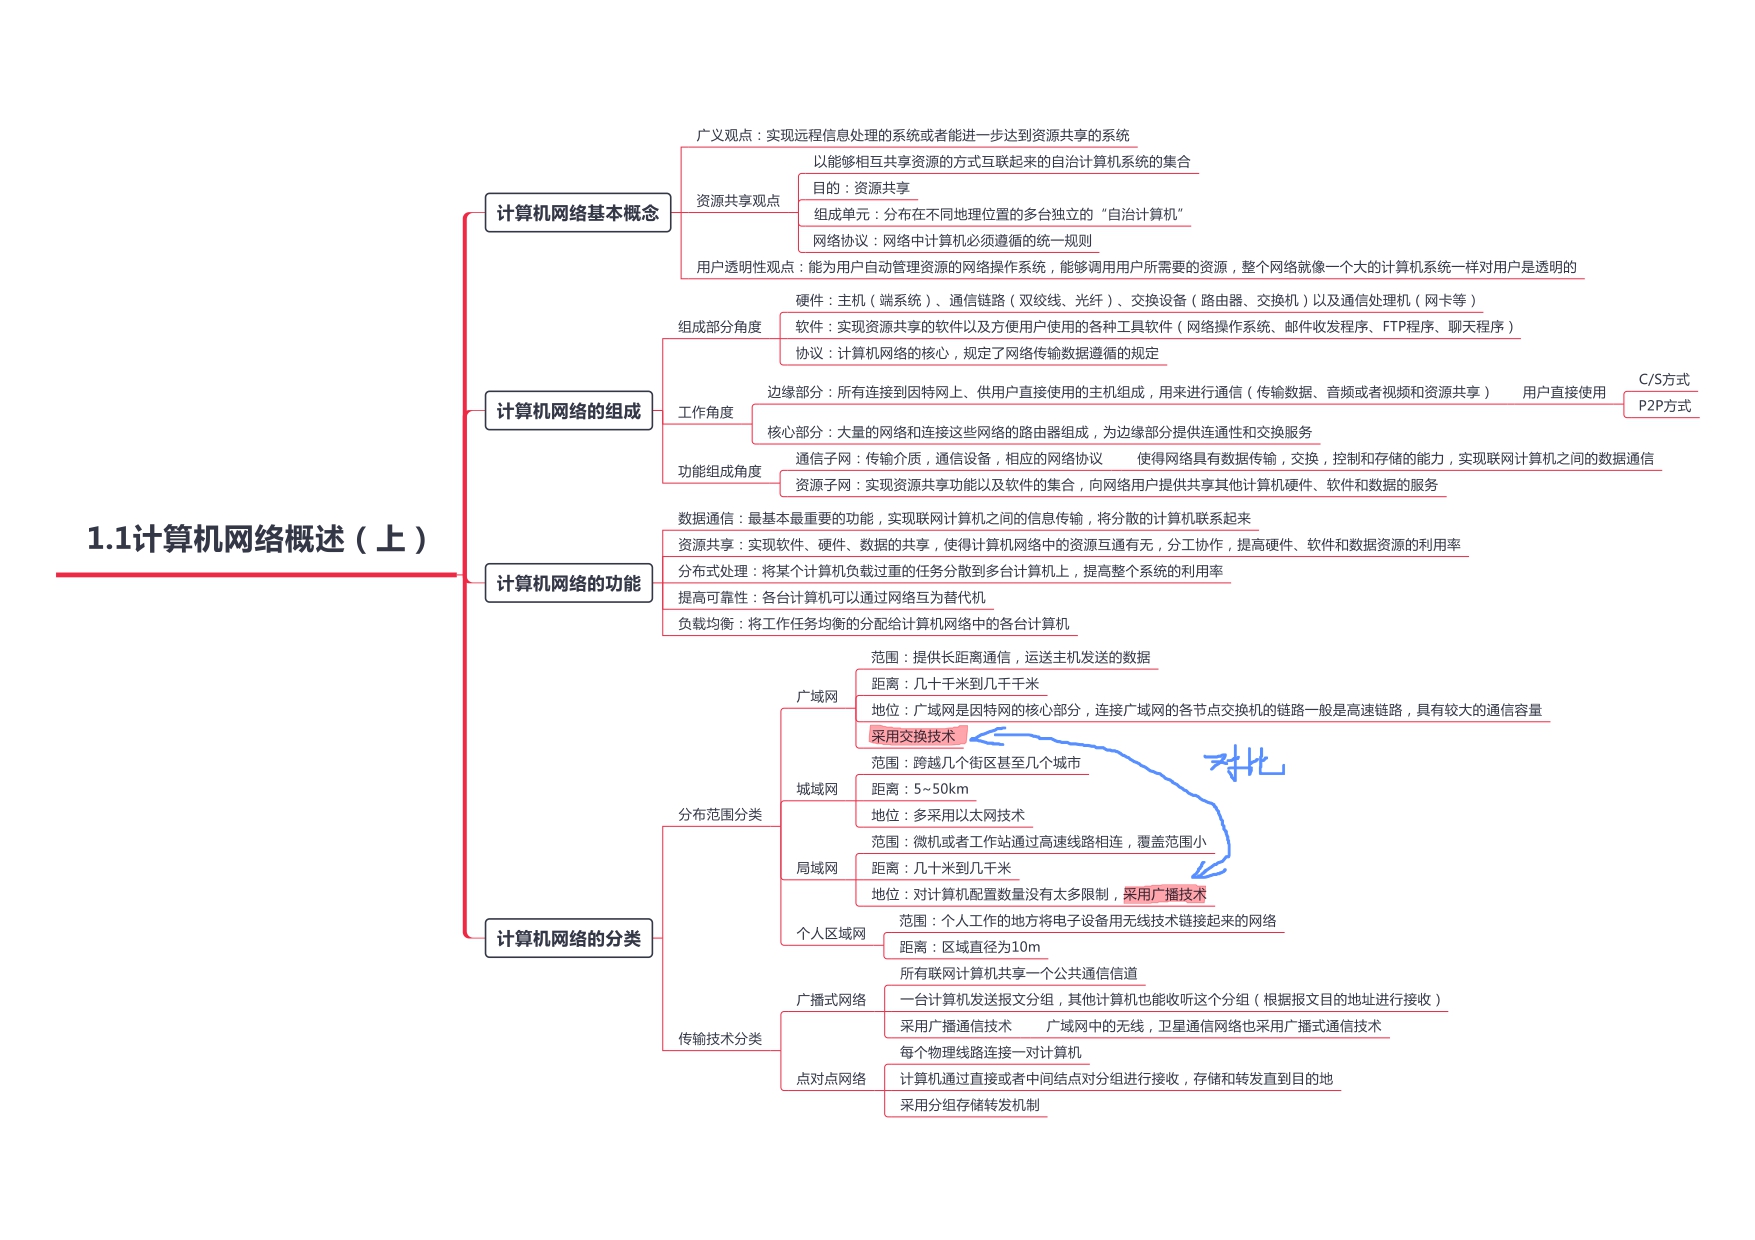 1.1计算机网络概述（上）
计算机网络基本概念
广义观点：实现远程信息处理的系统或者能进一步达到资源共享的系统
资源共享观点
以能够相互共享资源的方式互联起来的自治计算机系统的集合
目的：资源共享
组成单元：分布在不同地理位置的多台独立的“自治计算机”
网络协议：网络中计算机必须遵循的统一规则
用户透明性观点：能为用户自动管理资源的网络操作系统，能够调用用户所需要的资源，整个网络就像一个大的计算机系统一样对用户是透明的
计算机网络的组成
组成部分角度
硬件：主机（端系统）、通信链路（双绞线、光纤）、交换设备（路由器、交换机）以及通信处理机（网卡等）
软件：实现资源共享的软件以及方便用户使用的各种工具软件（网络操作系统、邮件收发程序、FTP程序、聊天程序）
协议：计算机网络的核心，规定了网络传输数据遵循的规定
工作角度
边缘部分：所有连接到因特网上、供用户直接使用的主机组成，用来进行通信（传输数据、音频或者视频和资源共享）
用户直接使用
C/S方式
P2P方式
核心部分：大量的网络和连接这些网络的路由器组成，为边缘部分提供连通性和交换服务
功能组成角度
通信子网：传输介质，通信设备，相应的网络协议
使得网络具有数据传输，交换，控制和存储的能力，实现联网计算机之间的数据通信
资源子网：实现资源共享功能以及软件的集合，向网络用户提供共享其他计算机硬件、软件和数据的服务
计算机网络的功能
数据通信：最基本最重要的功能，实现联网计算机之间的信息传输，将分散的计算机联系起来
资源共享：实现软件、硬件、数据的共享，使得计算机网络中的资源互通有无，分工协作，提高硬件、软件和数据资源的利用率
分布式处理：将某个计算机负载过重的任务分散到多台计算机上，提高整个系统的利用率
提高可靠性：各台计算机可以通过网络互为替代机
负载均衡：将工作任务均衡的分配给计算机网络中的各台计算机
计算机网络的分类
分布范围分类
广域网
范围：提供长距离通信，运送主机发送的数据
距离：几十千米到几千千米
地位：广域网是因特网的核心部分，连接广域网的各节点交换机的链路一般是高速链路，具有较大的通信容量
采用交换技术
对比
城域网
范围：跨越几个街区甚至几个城市
距离：5~50km
地位：多采用以太网技术
局域网
范围：微机或者工作站通过高速线路相连，覆盖范围小
距离：几十米到几千米
地位：对计算机配置数量没有太多限制，采用广播技术
个人区域网
范围：个人工作的地方将电子设备用无线技术链接起来的网络
距离：区域直径为10m
传输技术分类
广播式网络
所有联网计算机共享一个公共通信信道
一台计算机发送报文分组，其他计算机也能收听这个分组（根据报文目的地址进行接收）
采用广播通信技术
广域网中的无线，卫星通信网络也采用广播式通信技术
点对点网络
每个物理线路连接一对计算机
计算机通过直接或者中间结点对分组进行接收，存储和转发直到目的地
采用分组存储转发机制